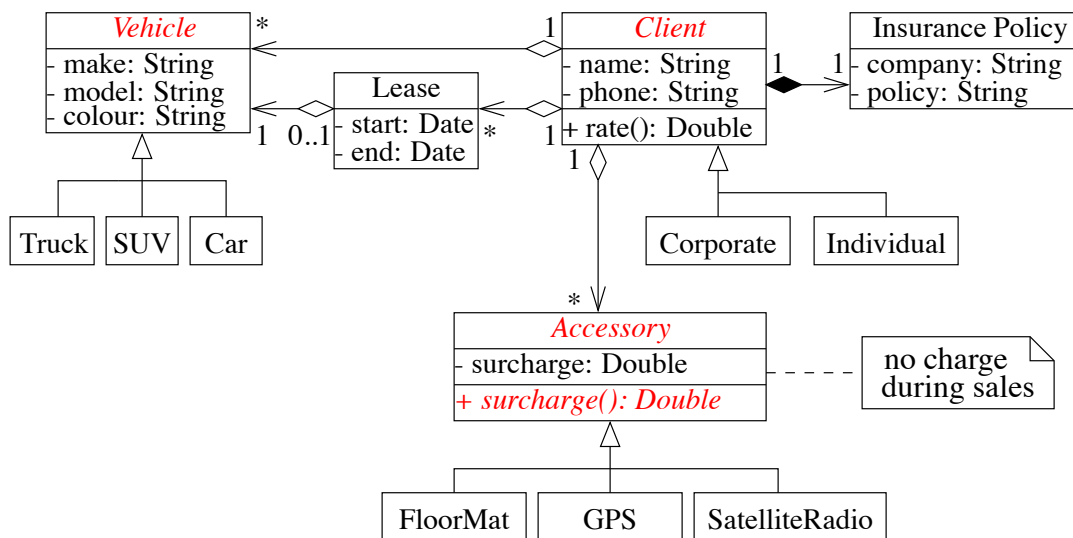 Vehicle
*
- make: String
- model: String
- colour: String
1
0..1
Lease
- start: Date
- end: Date
*
1
1
Client
- name: String
- phone: String
+ rate(): Double
1
1
1
Insurance Policy
- company: String
- policy: String
Truck
SUV
Car
Corporate
Individual
*
Accessory
- surcharge: Double
+ surcharge(): Double
no charge
during sales
FloorMat
GPS
SatelliteRadio